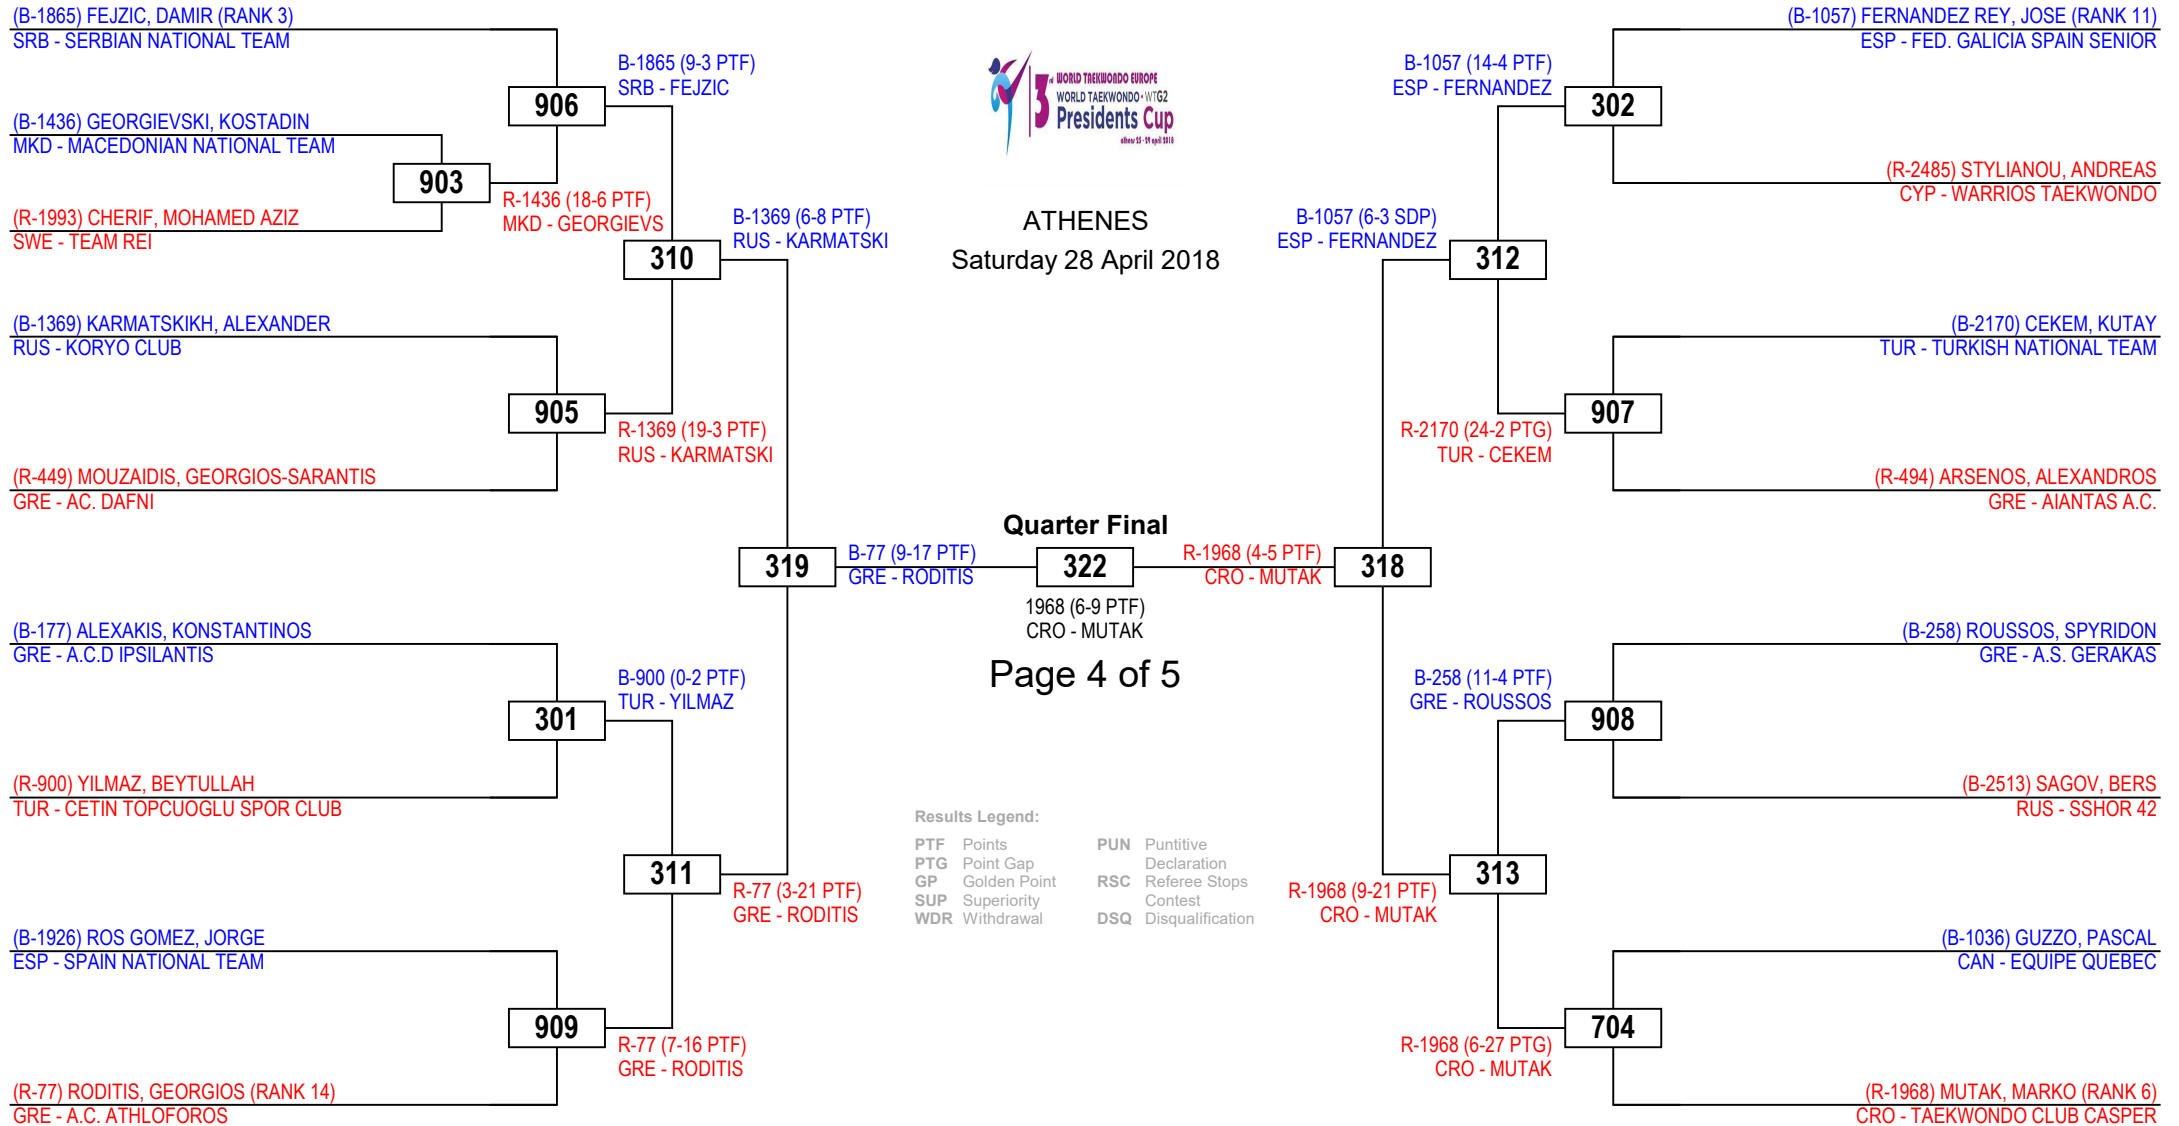 (B-1865) FEJZIC, DAMIR (RANK 3)
SRB - SERBIAN NATIONAL TEAM
B-1865 (9-3 PTF)
SRB - FEJZIC
906
(B-1436) GEORGIEVSKI, KOSTADIN
MKD - MACEDONIAN NATIONAL TEAM
903
R-1436 (18-6 PTF)
MKD - GEORGIEVS
(R-1993) CHERIF, MOHAMED AZIZ
SWE - TEAM REI
B-1369 (6-8 PTF)
RUS - KARMATSKI
310
(B-1369) KARMATSKIKH, ALEXANDER
RUS - KORYO CLUB
905
R-1369 (19-3 PTF)
RUS - KARMATSKI
(R-449) MOUZAIDIS, GEORGIOS-SARANTIS
GRE - AC. DAFNI
319
B-77 (9-17 PTF)
GRE - RODITIS
(B-177) ALEXAKIS, KONSTANTINOS
GRE - A.C.D IPSILANTIS
B-900 (0-2 PTF)
TUR - YILMAZ
301
(R-900) YILMAZ, BEYTULLAH
TUR - CETIN TOPCUOGLU SPOR CLUB
311
R-77 (3-21 PTF)
GRE - RODITIS
(B-1926) ROS GOMEZ, JORGE
ESP - SPAIN NATIONAL TEAM
909
R-77 (7-16 PTF)
GRE - RODITIS
(R-77) RODITIS, GEORGIOS (RANK 14)
GRE - A.C. ATHLOFOROS
3rd WORLD TAEKWONDO EUROPE
WORLD TAEKWONDO • WTG2
Presidents Cup
athens 25 - 29 april 2018
ATHENES
Saturday 28 April 2018
Quarter Final
322
1968 (6-9 PTF)
CRO - MUTAK
Page 4 of 5
Results Legend:
PTF Points
PTG Point Gap
GP Golden Point
SUP Superiority
WDR Withdrawal
PUN Puntitive
Declaration
RSC Referee Stops
Contest
DSQ Disqualification
(B-1057) FERNANDEZ REY, JOSE (RANK 11)
ESP - FED. GALICIA SPAIN SENIOR
B-1057 (14-4 PTF)
ESP - FERNANDEZ
302
(R-2485) STYLIANOU, ANDREAS
CYP - WARRIOS TAEKWONDO
B-1057 (6-3 SDP)
ESP - FERNANDEZ
312
(B-2170) CEKEM, KUTAY
TUR - TURKISH NATIONAL TEAM
907
R-2170 (24-2 PTG)
TUR - CEKEM
(R-494) ARSENOS, ALEXANDROS
GRE - AIANTAS A.C.
R-1968 (4-5 PTF)
CRO - MUTAK
318
(B-258) ROUSSOS, SPYRIDON
GRE - A.S. GERAKAS
B-258 (11-4 PTF)
GRE - ROUSSOS
908
(B-2513) SAGOV, BERS
RUS - SSHOR 42
313
R-1968 (9-21 PTF)
CRO - MUTAK
(B-1036) GUZZO, PASCAL
CAN - EQUIPE QUEBEC
704
R-1968 (6-27 PTG)
CRO - MUTAK
(R-1968) MUTAK, MARKO (RANK 6)
CRO - TAEKWONDO CLUB CASPER